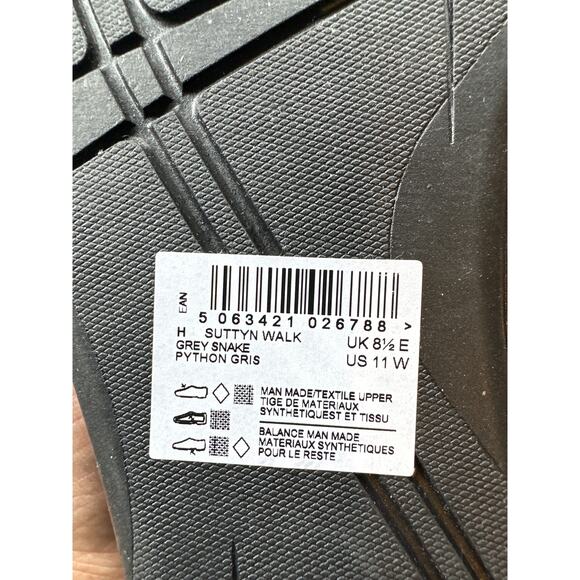 EAN
5 063421 026788 >
H SUTTYN WALK UK 8½ E
GREY SNAKE
PYTHON GRIS US 11 W
MAN MADE/TEXTILE UPPER
TIGE DE MATERIAUX
SYNTHETIQUEST ET TISSU
BALANCE MAN MADE
MATERIAUX SYNTHETIQUES
POUR LE RESTE